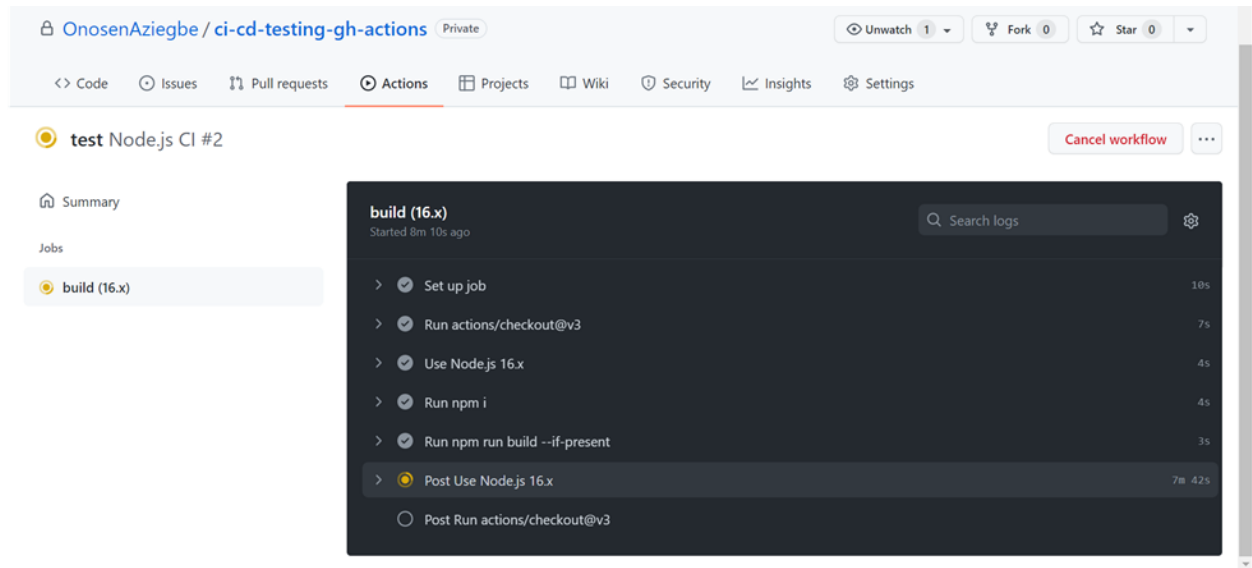 OnosenAziegbe / ci-cd-testing-gh-actions Private Unwatch 1 Fork 0 Star 0
<> Code Issues Pull requests Actions Projects Wiki Security Insights Settings
test Node.js CI #2 Cancel workflow ...
Summary
Jobs
build (16.x)
build (16.x)
Started 8m 10s ago
Search logs
Set up job 10s
Run actions/checkout@v3 7s
Use Node.js 16.x 4s
Run npm i 4s
Run npm run build --if-present 3s
Post Use Node.js 16.x 7m 42s
Post Run actions/checkout@v3